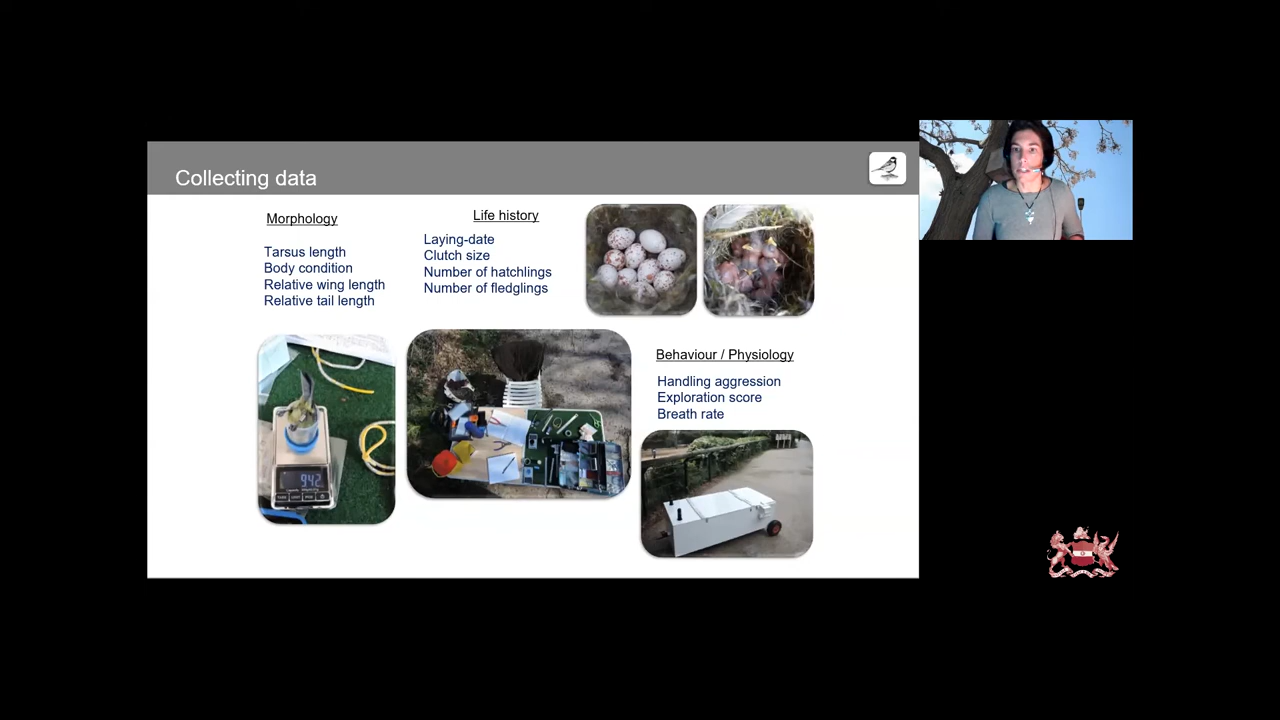 Collecting data
Morphology
Tarsus length
Body condition
Relative wing length
Relative tail length
Life history
Laying-date
Clutch size
Number of hatchlings
Number of fledglings
Behaviour / Physiology
Handling aggression
Exploration score
Breath rate
942